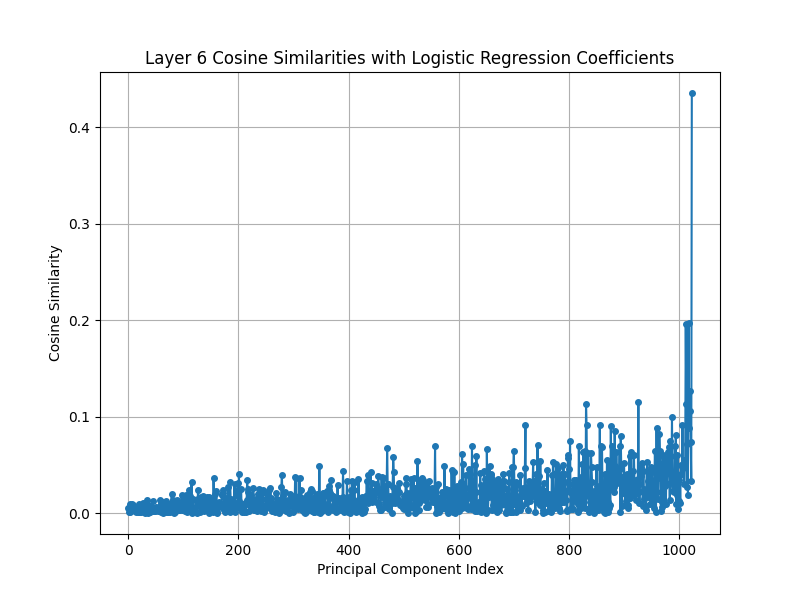 Layer 6 Cosine Similarities with Logistic Regression Coefficients
0.4
0.3
0.2
0.1
0.0
Cosine Similarity
0 200 400 600 800 1000
Principal Component Index